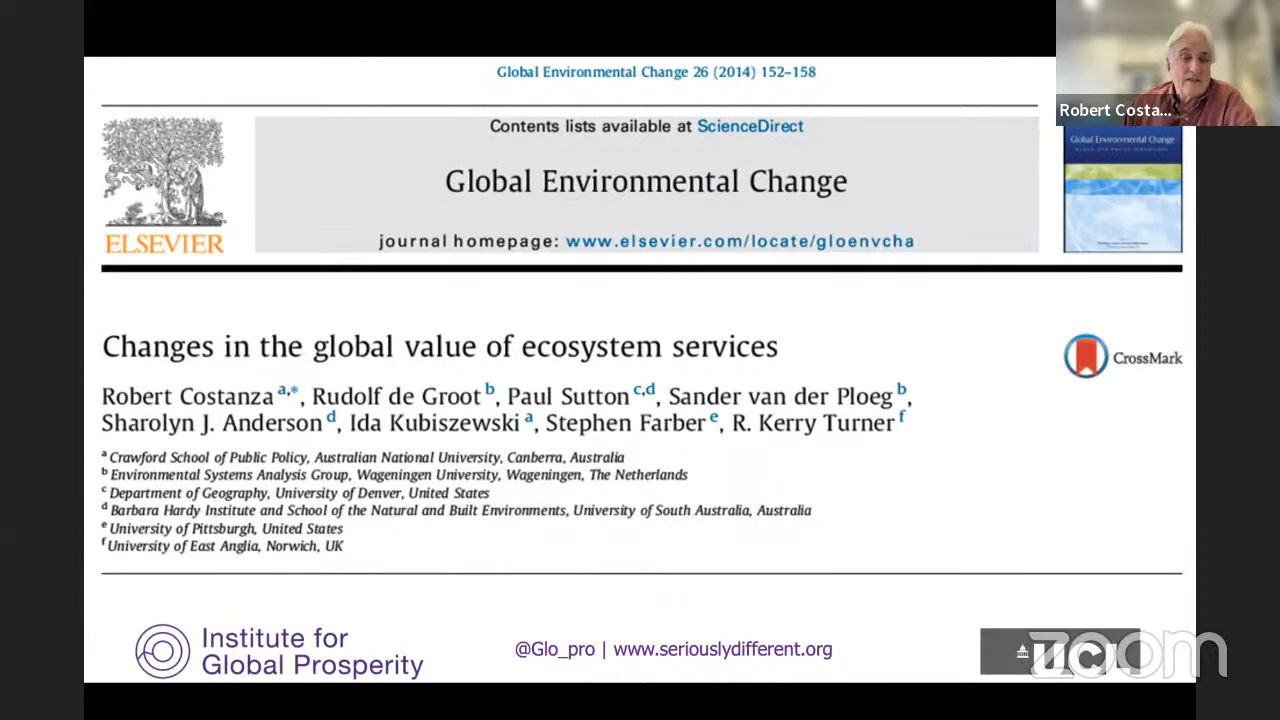 Global Environmental Change 26 (2014) 152–158
Contents lists available at ScienceDirect
Global Environmental Change
journal homepage: www.elsevier.com/locate/gloenvcha
ELSEVIER
Robert Costa...
Global Environmental Change
Changes in the global value of ecosystem services
CrossMark
Robert Costanza a,*, Rudolf de Groot b, Paul Sutton c,d, Sander van der Ploeg b,
Sharolyn J. Anderson d, Ida Kubiszewski a, Stephen Farber e, R. Kerry Turner f
a Crawford School of Public Policy, Australian National University, Canberra, Australia
b Environmental Systems Analysis Group, Wageningen University, Wageningen, The Netherlands
c Department of Geography, University of Denver, United States
d Barbara Hardy Institute and School of the Natural and Built Environments, University of South Australia, Australia
e University of Pittsburgh, United States
f University of East Anglia, Norwich, UK
Institute for
Global Prosperity
@Glo_pro | www.seriouslydifferent.org
UCL
zoom